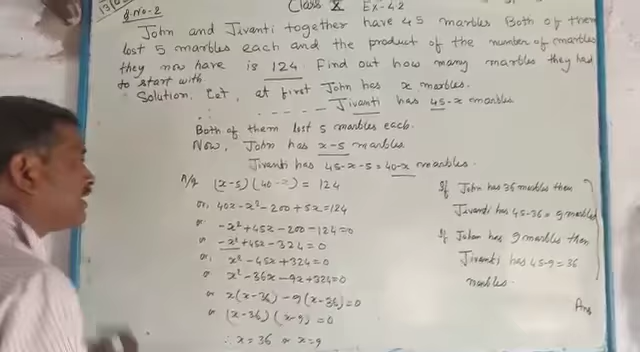 Class X Ex-4.2
Q.No-2
John and Jivanti together have 45 marbles Both of them
lost 5 marbles each and the product of the number of marbles
they now have is 124. Find out how many marbles they had
to start with.
Solution, Let, at first John has x marbles.
∴ - - - - - - Jivanti has 45-x marbles
Both of them lost 5 marbles each.
Now, John has x-5 marbles
Jivanti has 45-x-5=40-x marbles.
A/q (x-5)(40-x) = 124
or, 40x-x²-200+5x=124
or -x²+45x-200-124=0
or -x²+45x-324=0
or, x²-45x+324=0
or x²-36x-9x+324=0
or x(x-36)-9(x-36)=0
or (x-36)(x-9)=0
∴ x=36 or x=9
If John has 36 marbles then
Jivanti has 45-36=9 marbles
If John has 9 marbles then
Jivanti has 45-9=36
marbles.
Ans